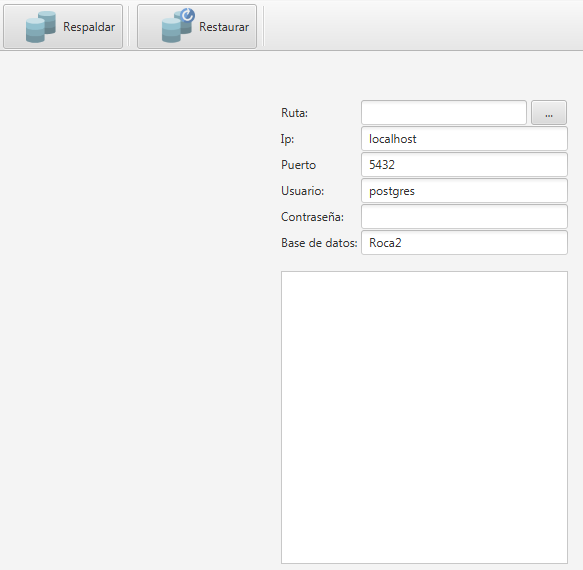 Respaldar Restaurar
Ruta: ...
Ip: localhost
Puerto 5432
Usuario: postgres
Contraseña:
Base de datos: Roca2